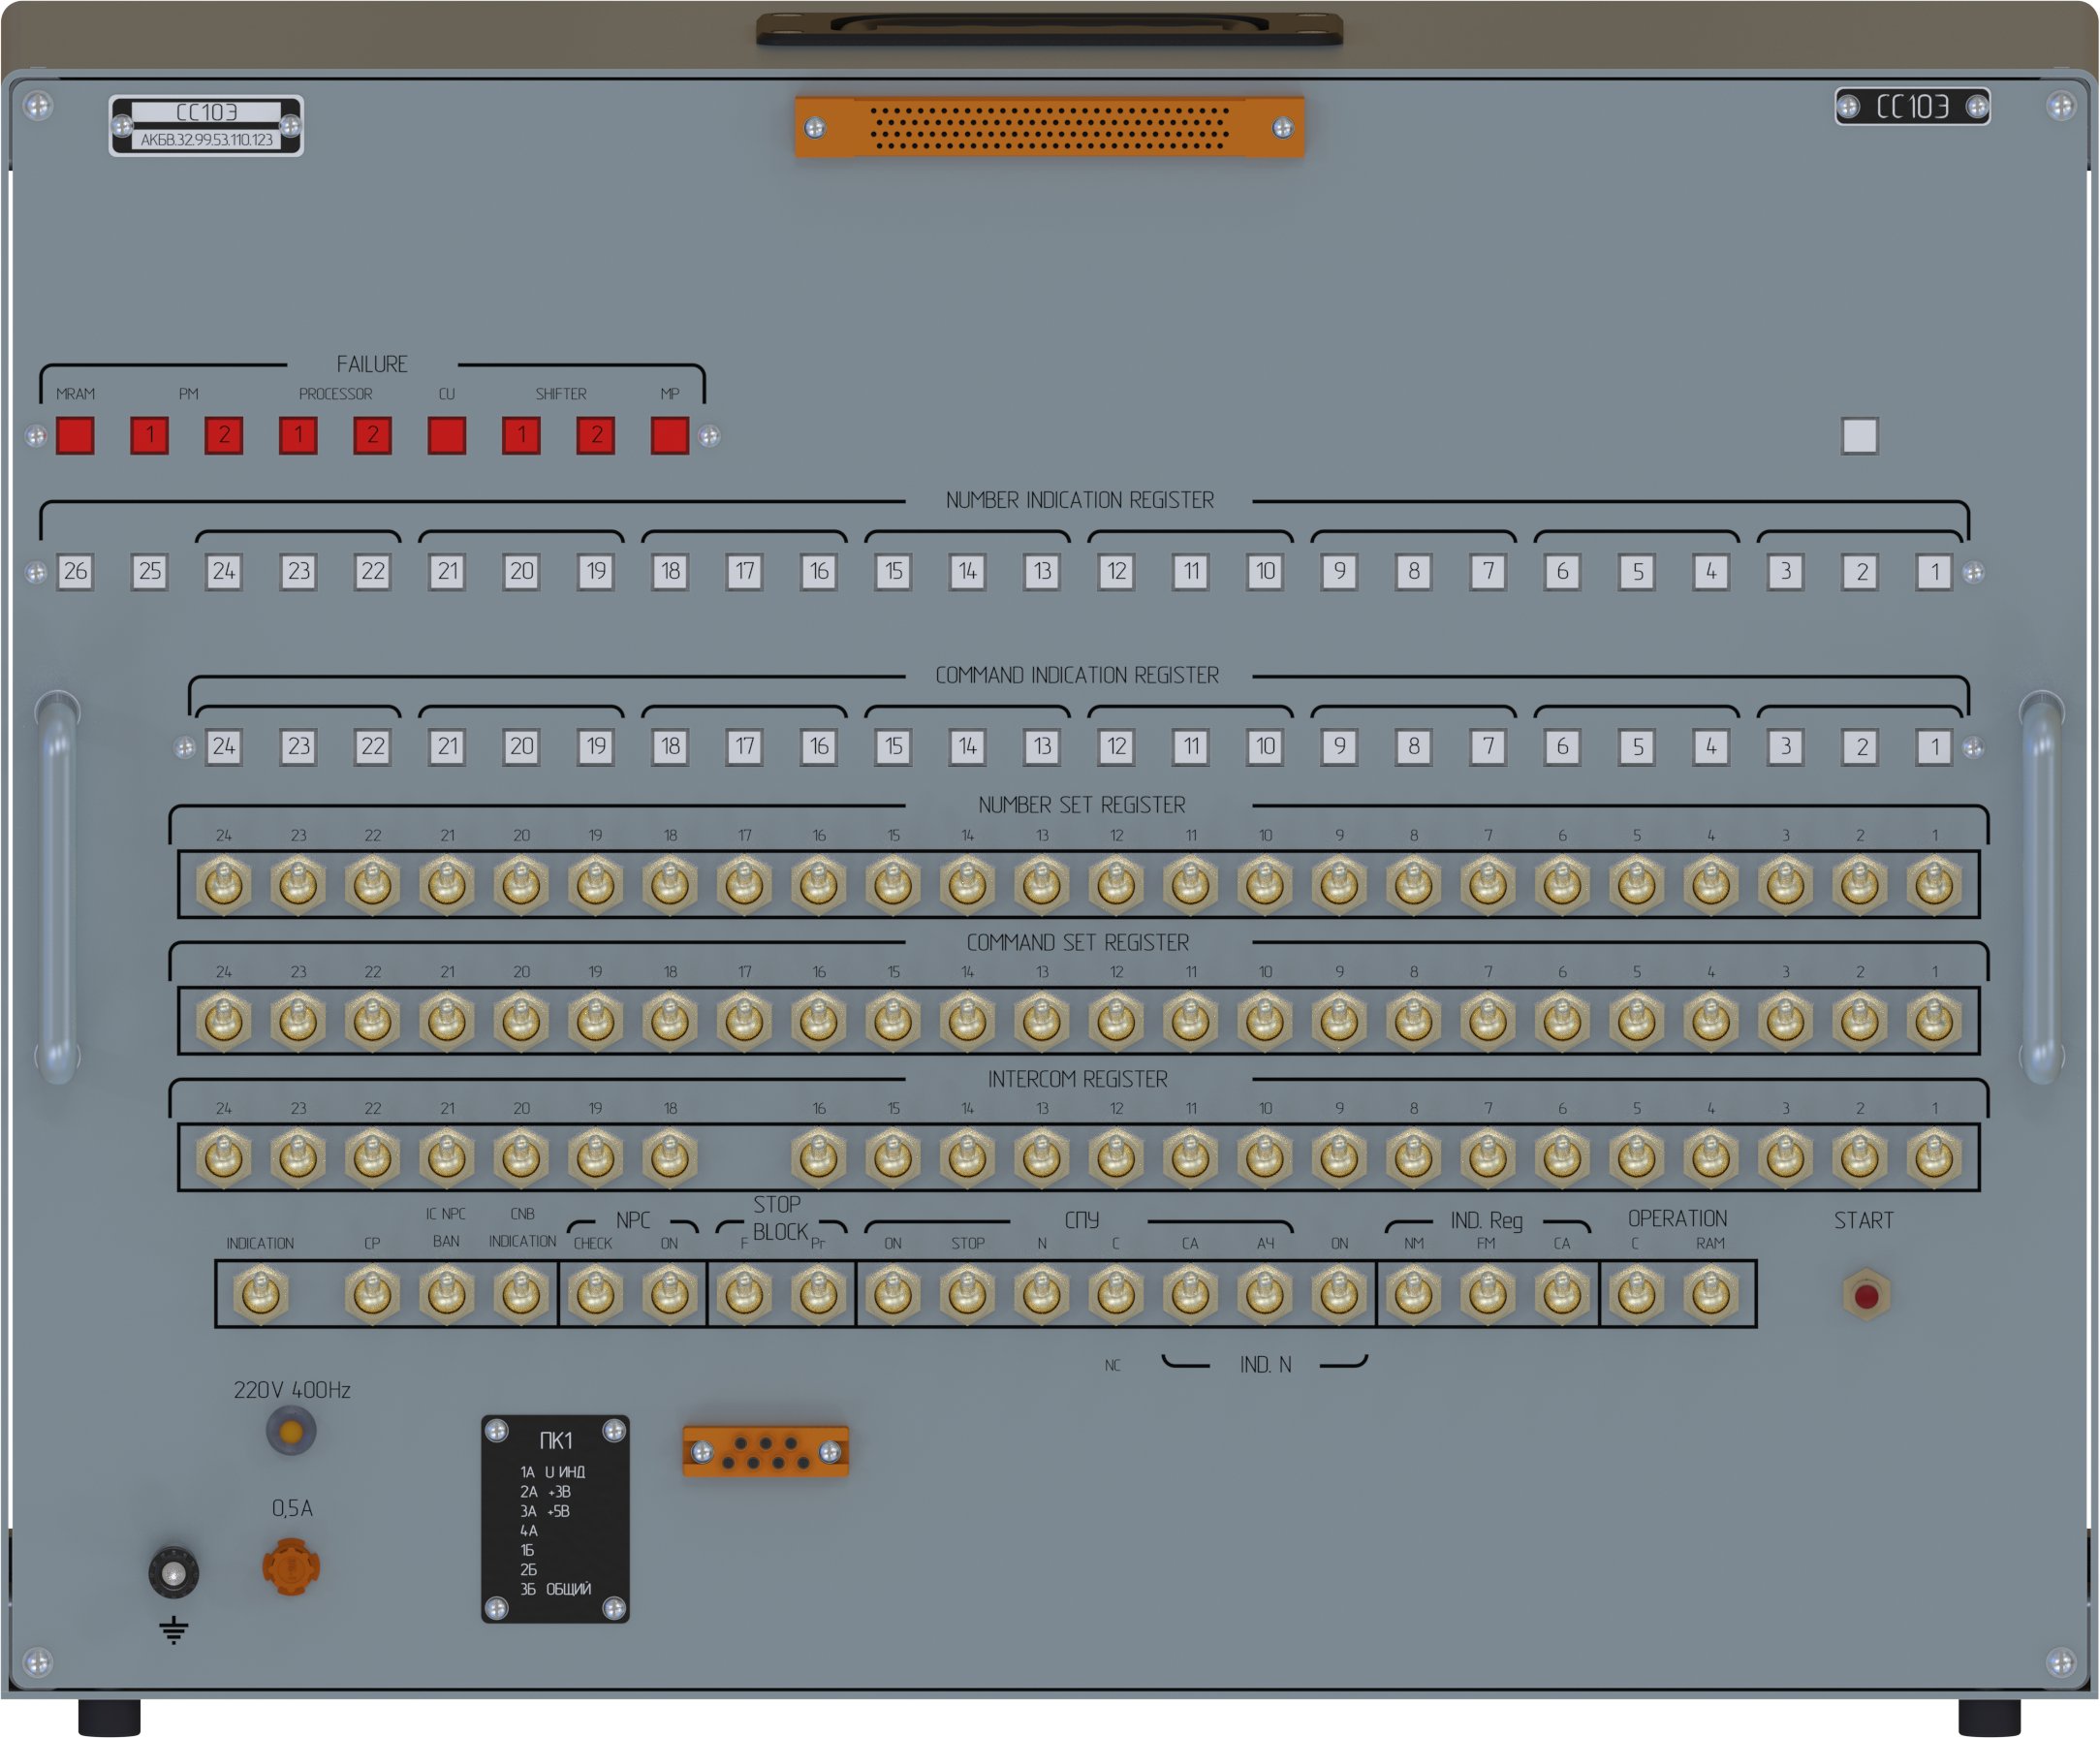 СС103
АКБВ.32.99.53.110.123
СС103
FAILURE
MRAM PM PROCESSOR CU SHIFTER MP
1 2 1 2 1 2
NUMBER INDICATION REGISTER
26 25 24 23 22 21 20 19 18 17 16 15 14 13 12 11 10 9 8 7 6 5 4 3 2 1
COMMAND INDICATION REGISTER
24 23 22 21 20 19 18 17 16 15 14 13 12 11 10 9 8 7 6 5 4 3 2 1
NUMBER SET REGISTER
24 23 22 21 20 19 18 17 16 15 14 13 12 11 10 9 8 7 6 5 4 3 2 1
COMMAND SET REGISTER
24 23 22 21 20 19 18 17 16 15 14 13 12 11 10 9 8 7 6 5 4 3 2 1
INTERCOM REGISTER
24 23 22 21 20 19 18 16 15 14 13 12 11 10 9 8 7 6 5 4 3 2 1
IC NPC CNB NPC STOP BLOCK СПУ IND. Reg OPERATION START
INDICATION CP BAN INDICATION CHECK ON F Pr ON STOP N C CA АЧ ON NM FM CA C RAM
NC IND. N
220V 400Hz
0,5A
ПК1
1А U ИНД
2А +3В
3А +5В
4А
1Б
2Б
3Б ОБЩИЙ